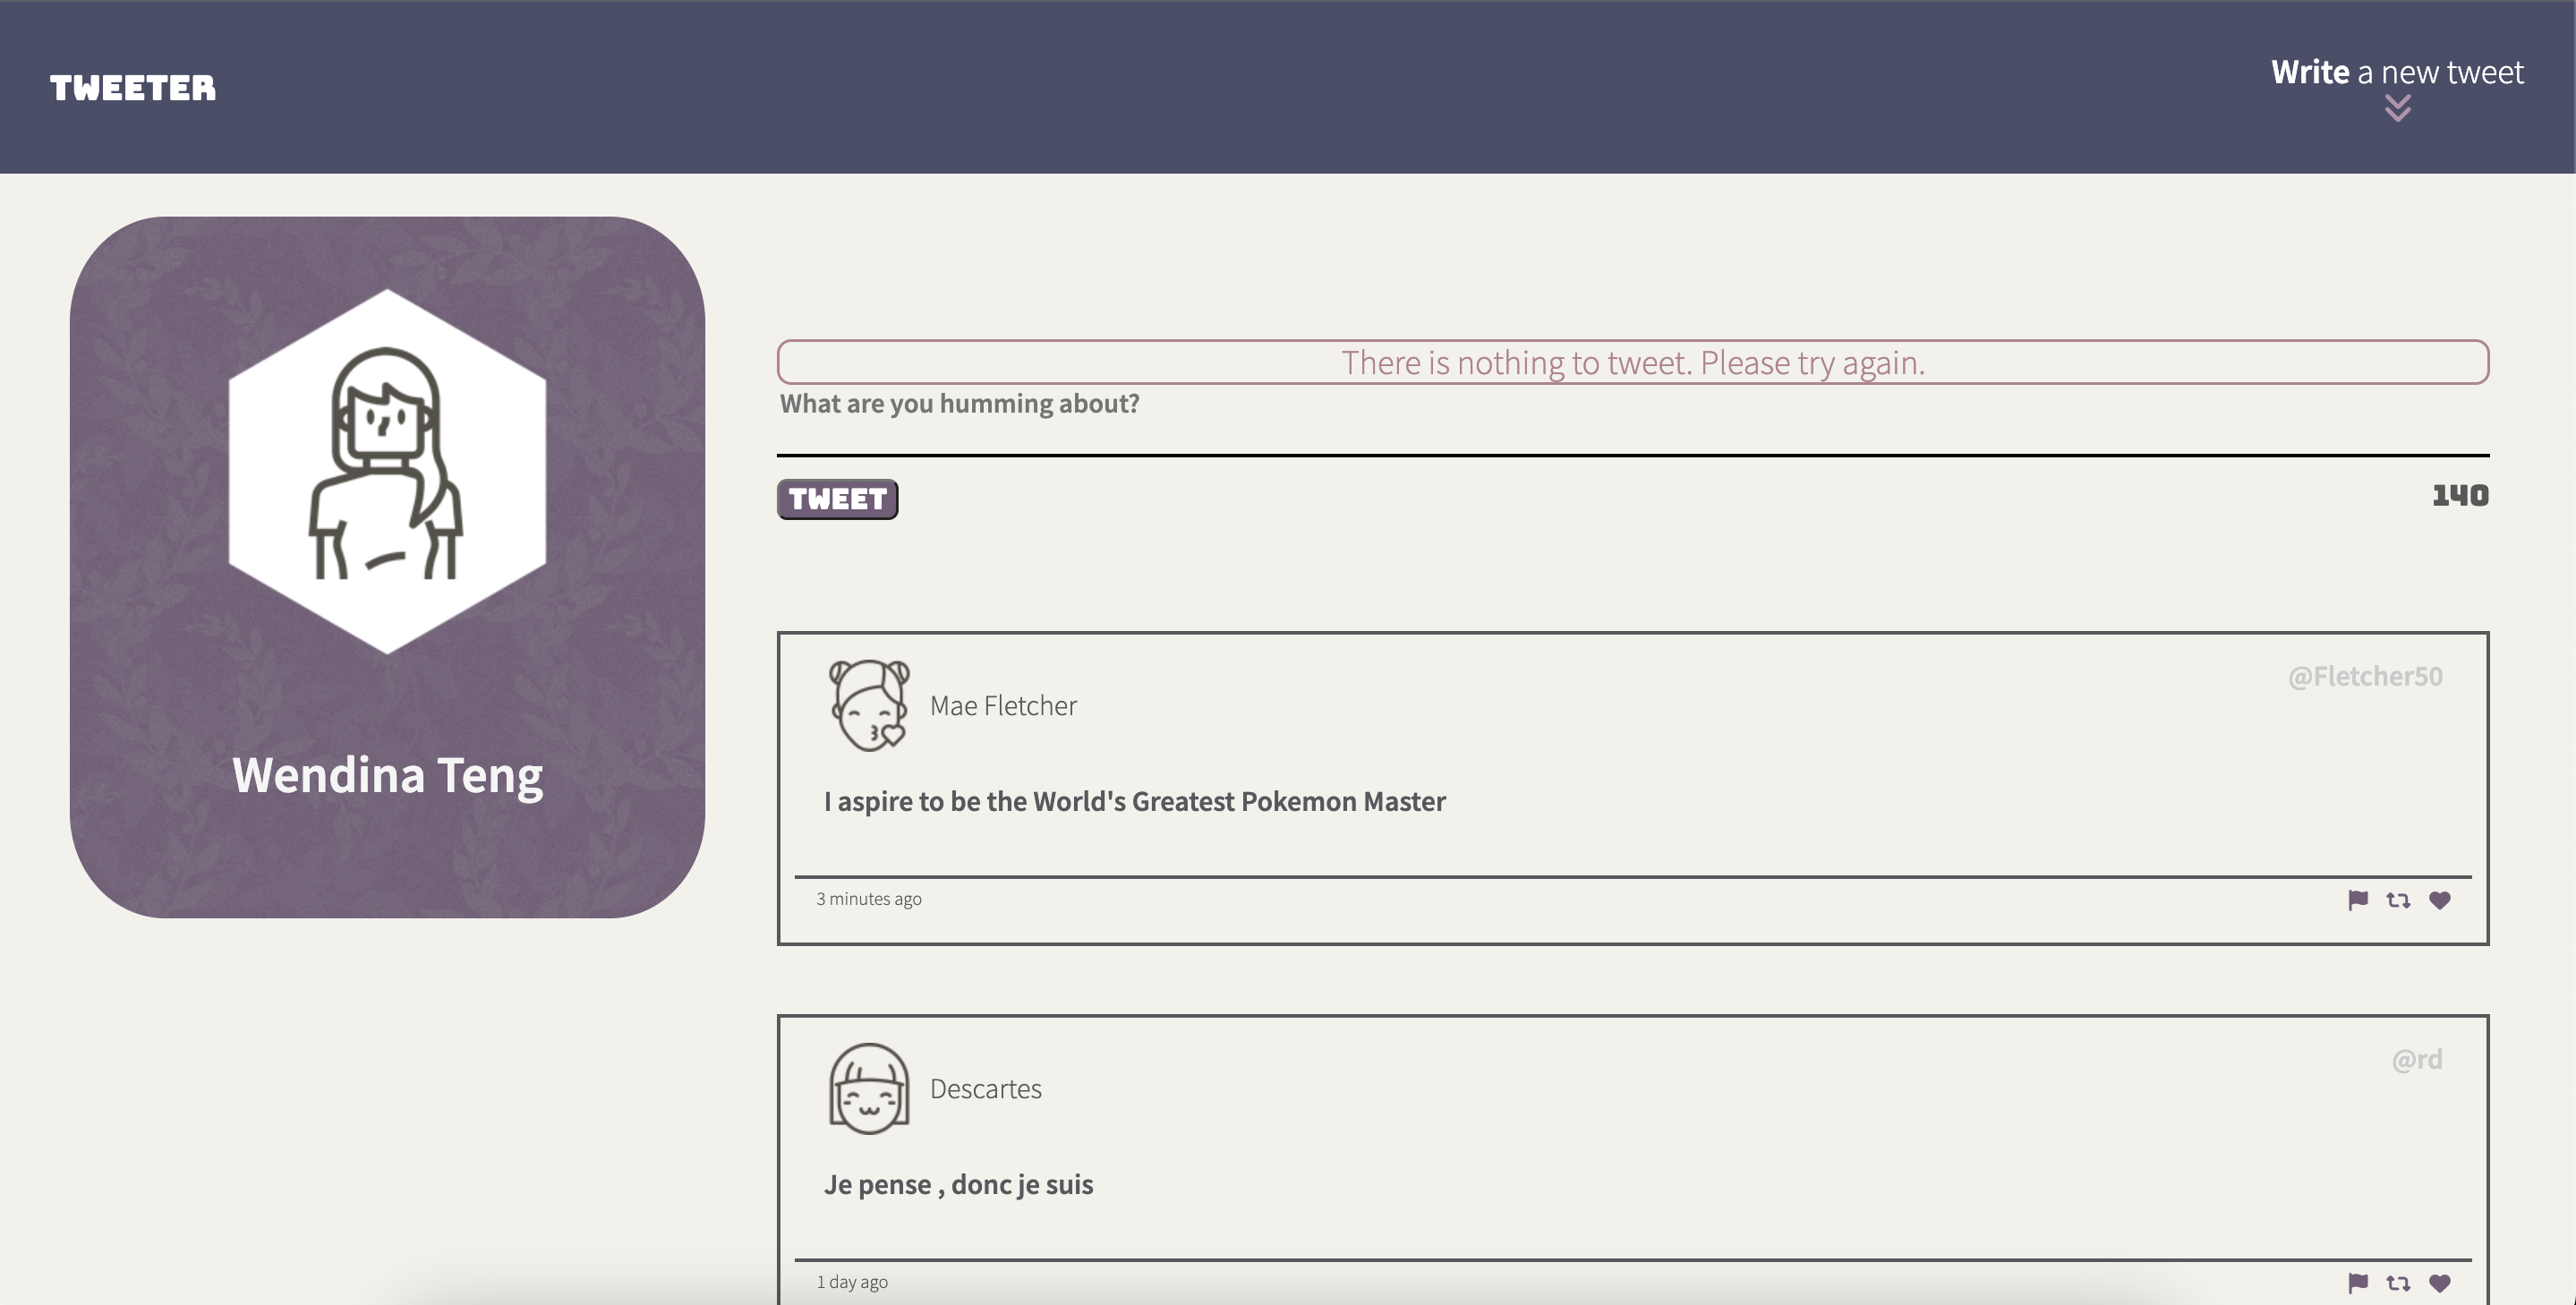 TWEETER
Write a new tweet
Wendina Teng
There is nothing to tweet. Please try again.
What are you humming about?
TWEET
140
Mae Fletcher
@Fletcher50
I aspire to be the World's Greatest Pokemon Master
3 minutes ago
Descartes
@rd
Je pense , donc je suis
1 day ago